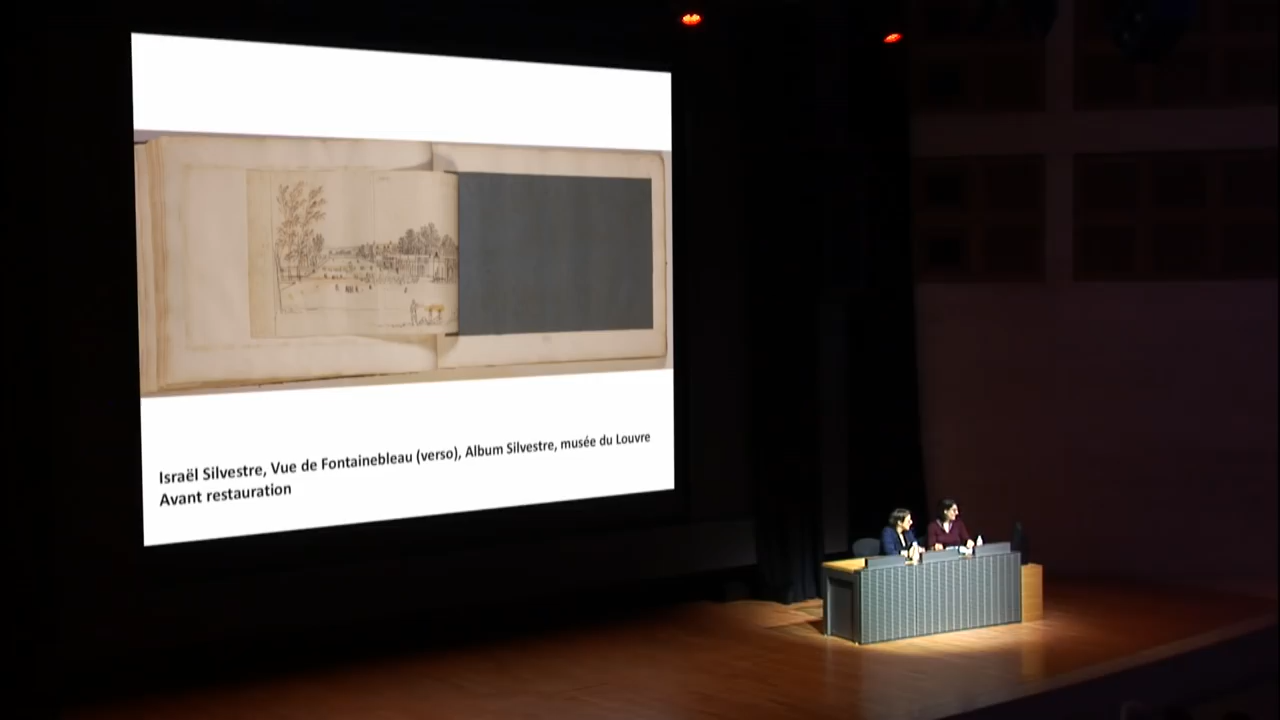 Israël Silvestre, Vue de Fontainebleau (verso), Album Silvestre, musée du Louvre
Avant restauration